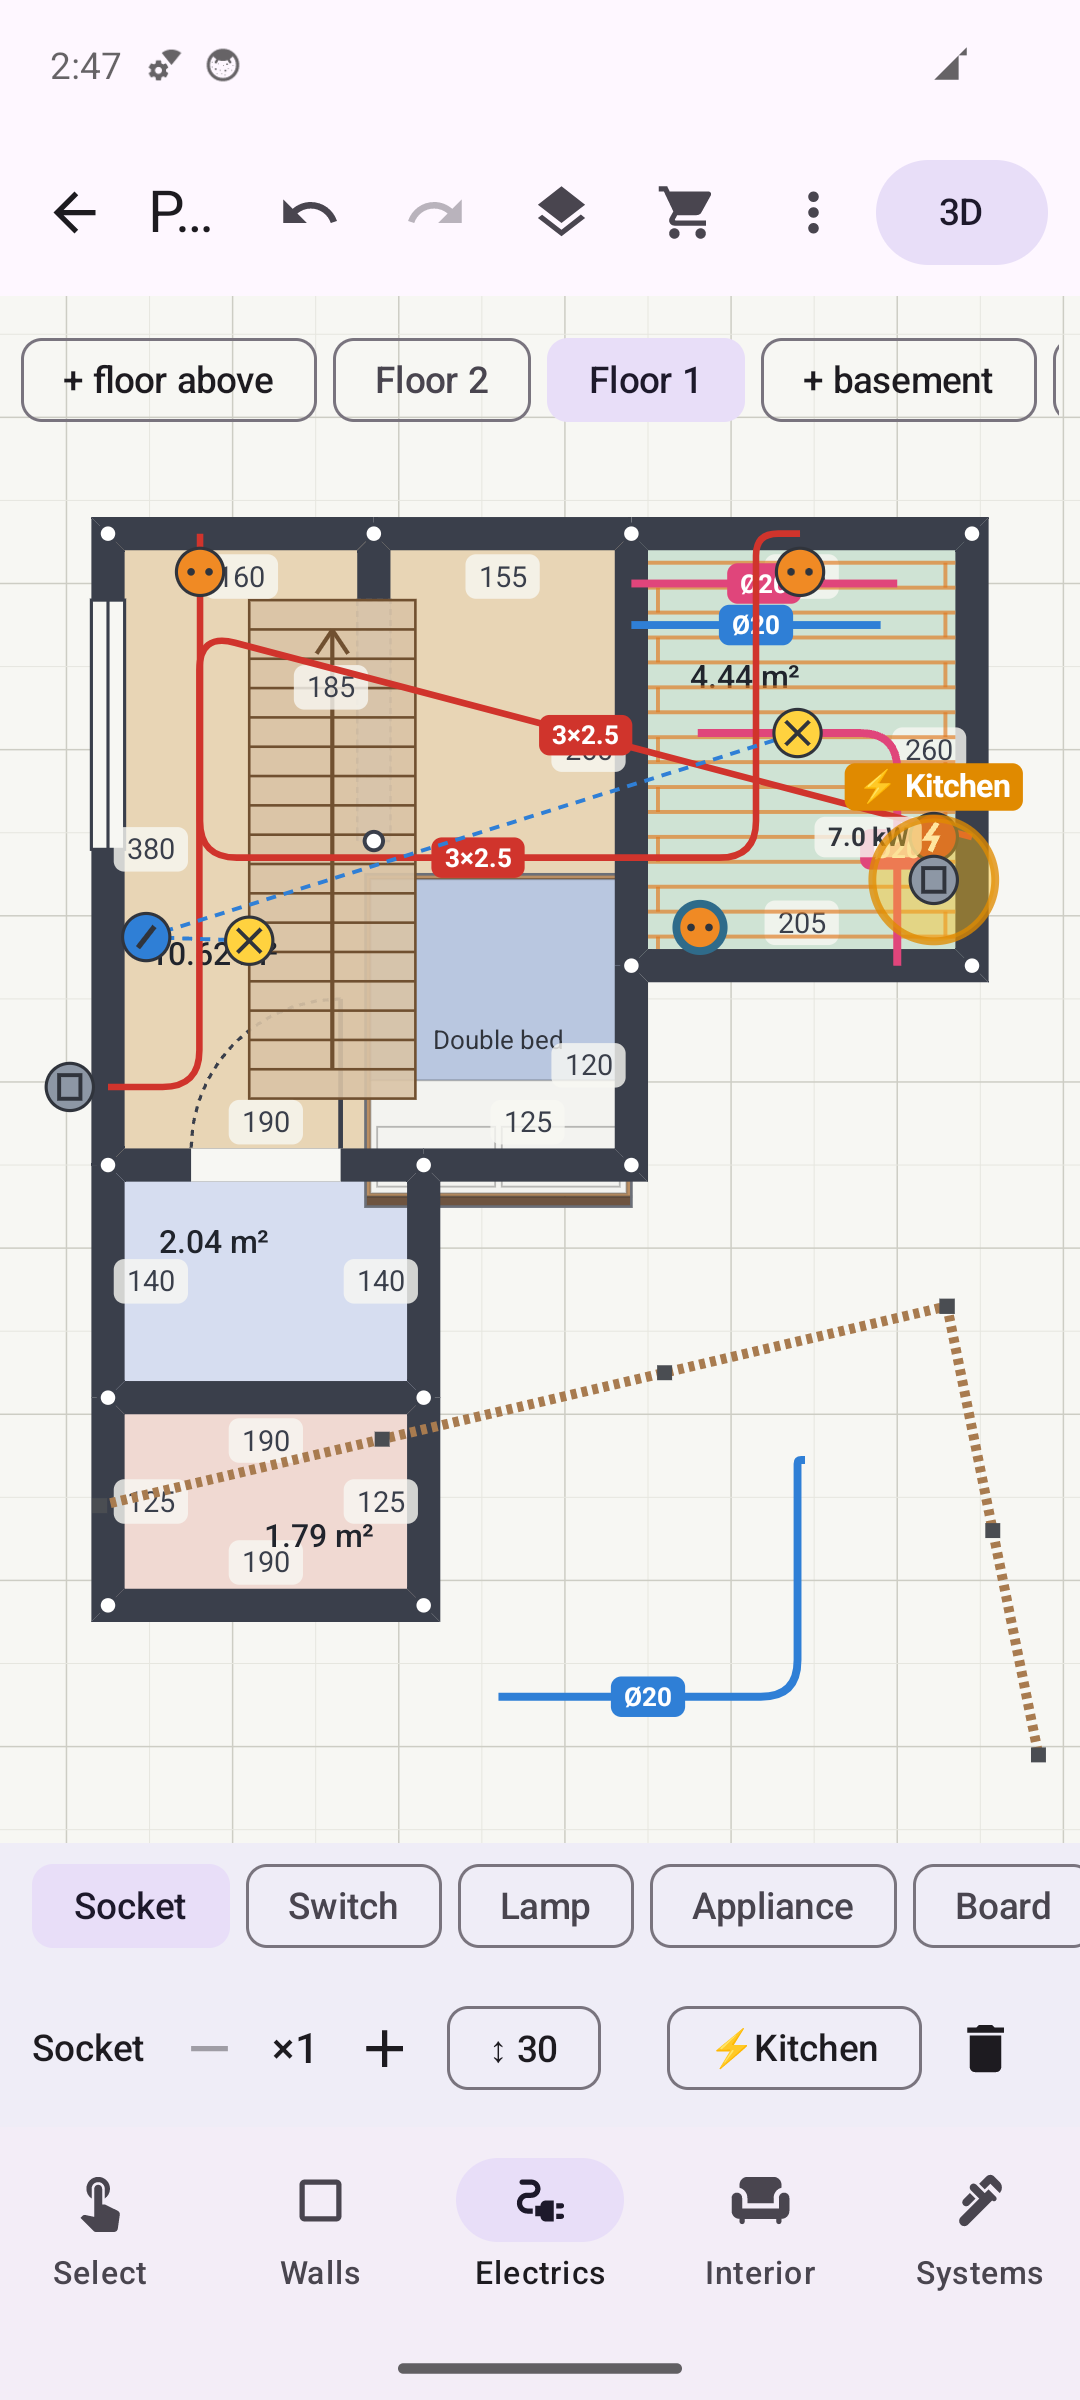 2:47
P...
3D
+ floor above
Floor 2
Floor 1
+ basement
160
155
Ø20
Ø20
4.44 m²
185
3×2.5
260
⚡ Kitchen
7.0 kW
380
3×2.5
205
Double bed
120
190
125
2.04 m²
140
140
190
125
125
1.79 m²
190
Ø20
Socket
Switch
Lamp
Appliance
Board
Socket
×1
↕ 30
⚡Kitchen
Select
Walls
Electrics
Interior
Systems